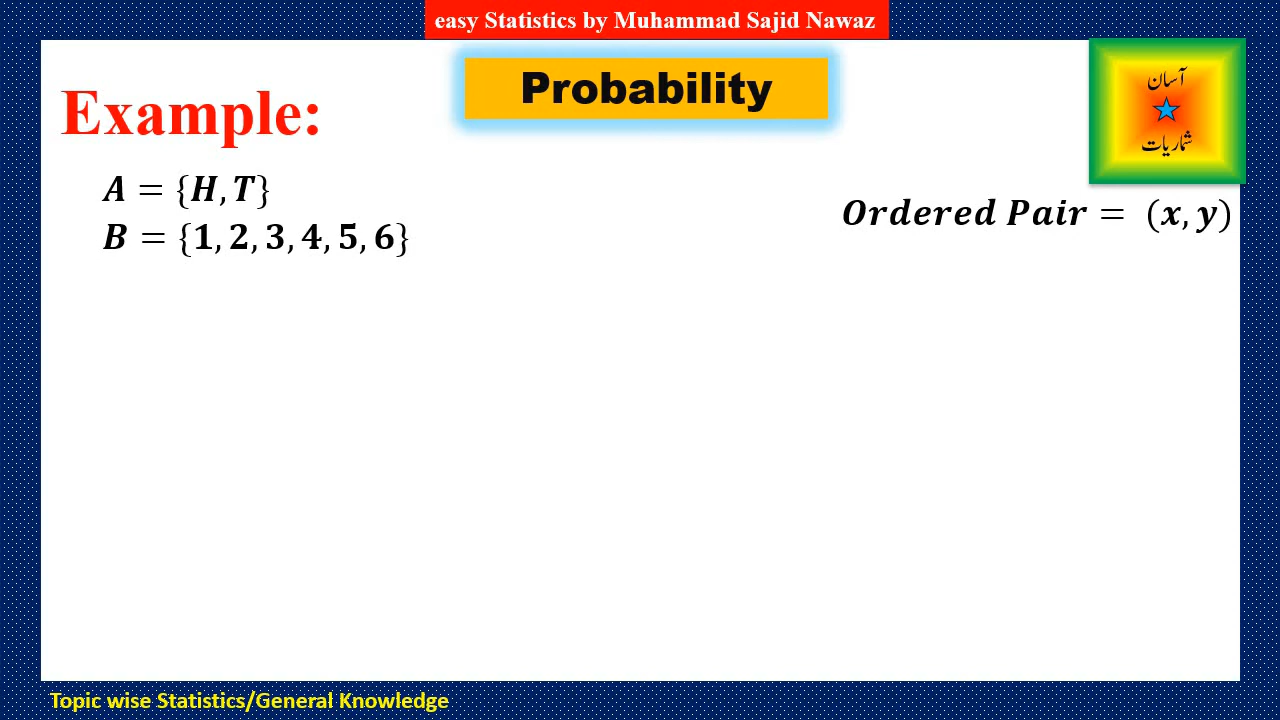 easy Statistics by Muhammad Sajid Nawaz
Probability
آسان
شماریات
Example:
A = {H, T}
B = {1, 2, 3, 4, 5, 6}
Ordered Pair = (x, y)
Topic wise Statistics/General Knowledge